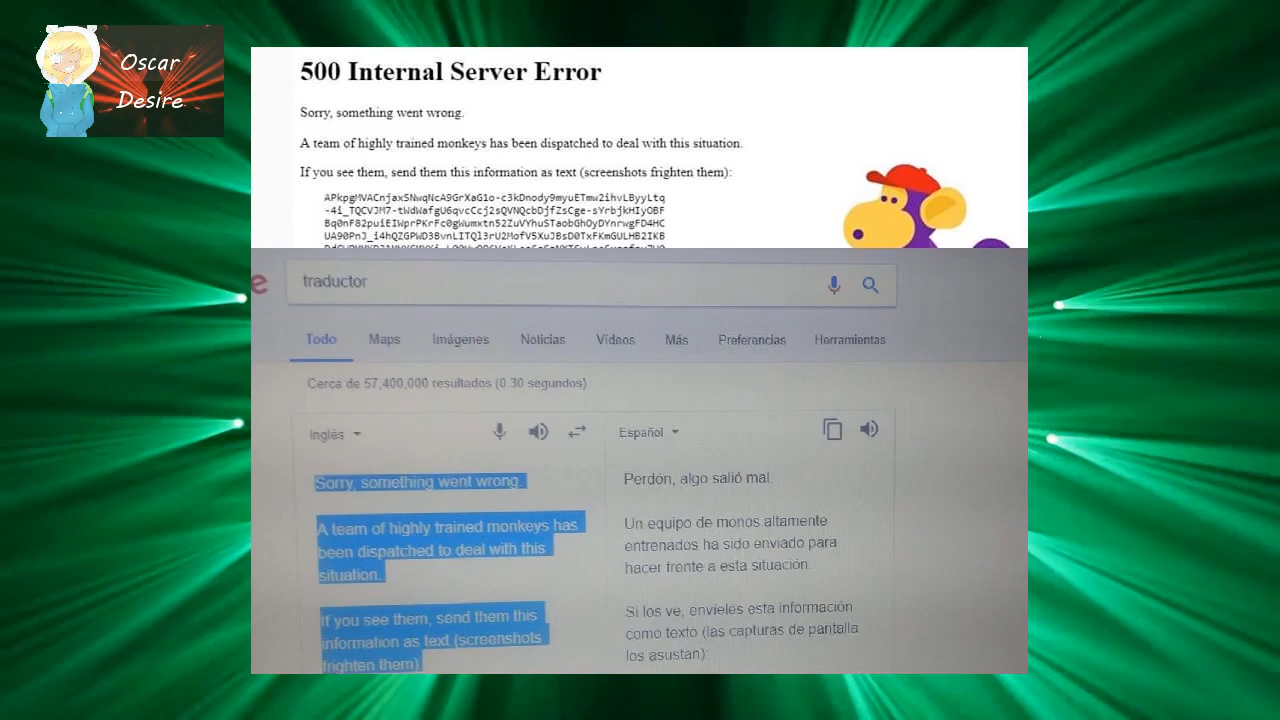 Oscar
Desire
500 Internal Server Error
Sorry, something went wrong.
A team of highly trained monkeys has been dispatched to deal with this situation.
If you see them, send them this information as text (screenshots frighten them):
traductor
Todo Maps Imágenes Noticias Vídeos Más Preferencias Herramientas
Cerca de 57,400,000 resultados (0.30 segundos)
Inglés Español
Sorry, something went wrong.
A team of highly trained monkeys has
been dispatched to deal with this
situation.
If you see them, send them this
information as text (screenshots
frighten them)
Perdón, algo salió mal.
Un equipo de monos altamente
entrenados ha sido enviado para
hacer frente a esta situación.
Si los ve, envíeles esta información
como texto (las capturas de pantalla
los asustan):